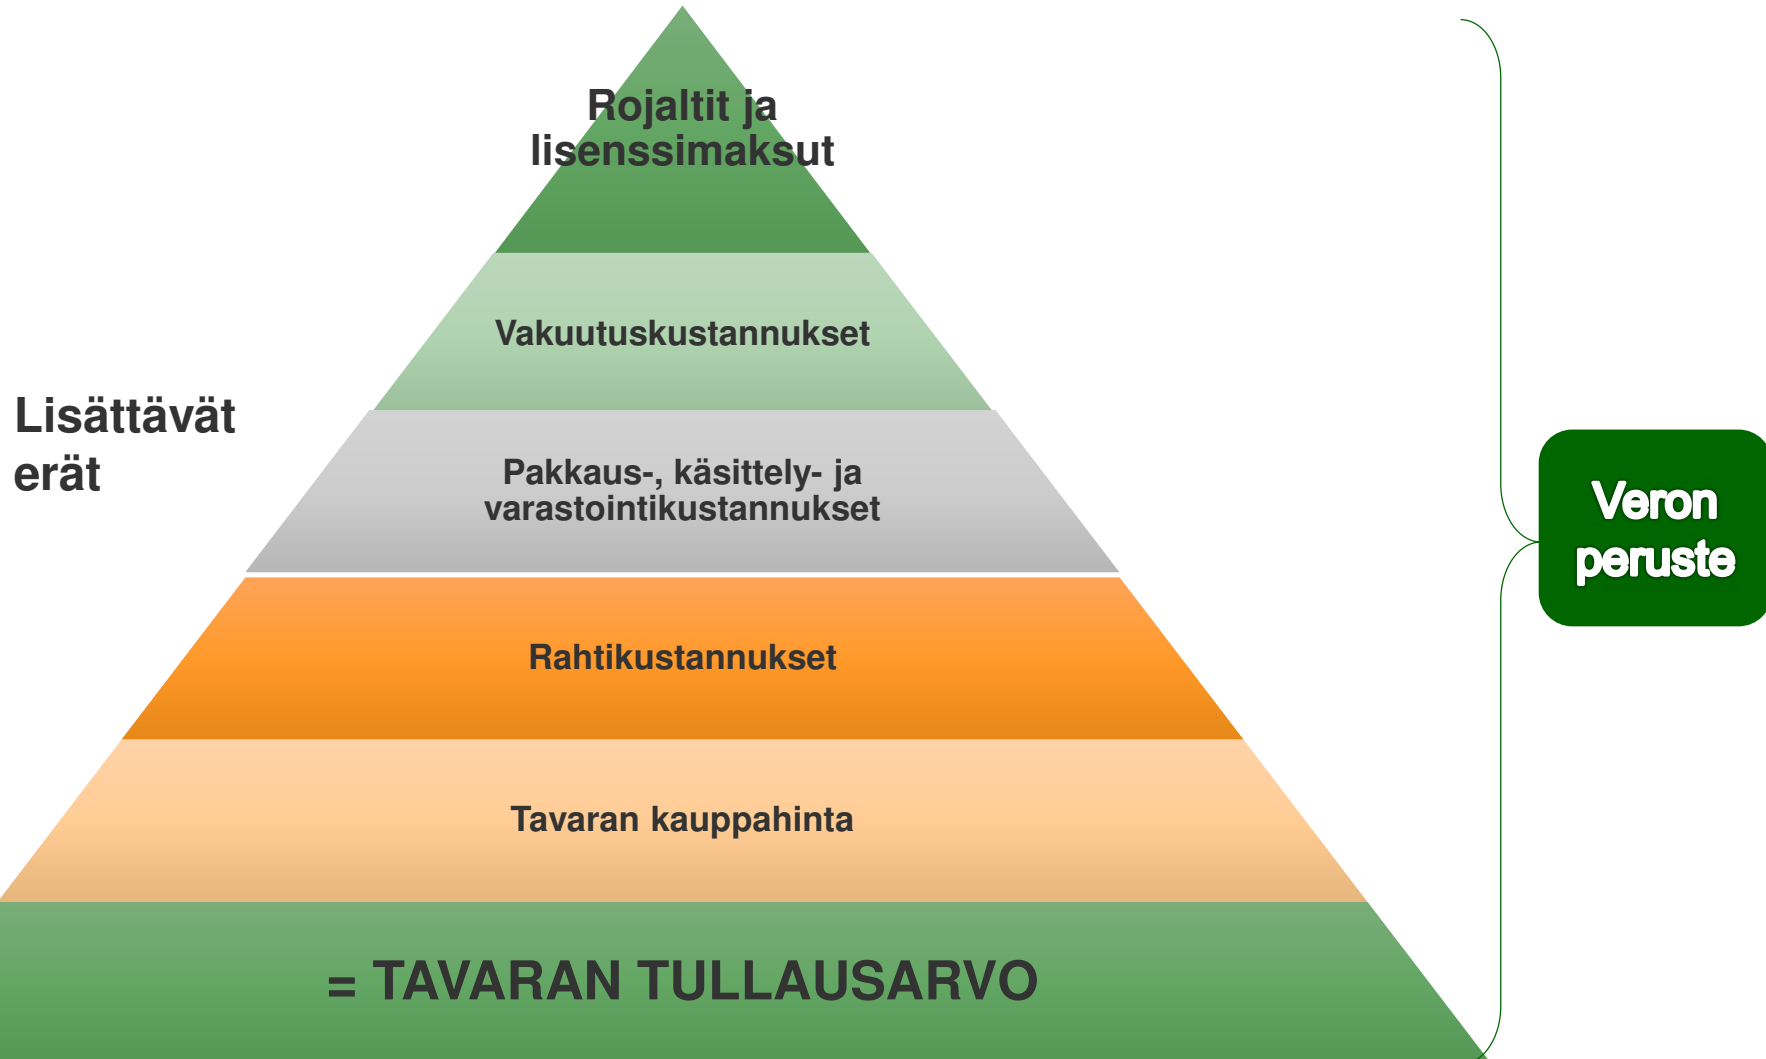 Rojaltit ja
lisenssimaksut
Vakuutuskustannukset
Lisättävät
erät
Pakkaus-, käsittely- ja
varastointikustannukset
Veron
peruste
Rahtikustannukset
Tavaran kauppahinta
= TAVARAN TULLAUSARVO